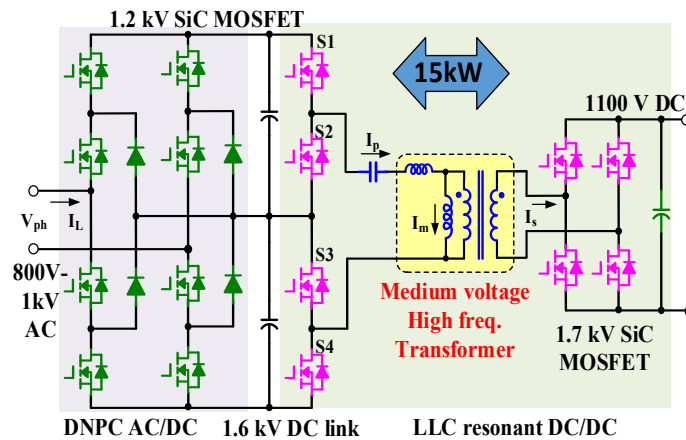 1.2 kV SiC MOSFET
S1
15kW
1100 V DC
S2
Ip
Vph
IL
Im
Is
800V-
1kV
AC
S3
Medium voltage
High freq.
Transformer
S4
1.7 kV SiC
MOSFET
DNPC AC/DC
1.6 kV DC link
LLC resonant DC/DC